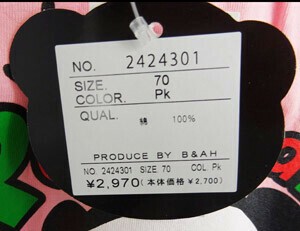 NO. 2424301
SIZE. 70
COLOR. Pk
QUAL. 綿 100%
PRODUCE BY B&AH
NO 2424301 SIZE 70 COL Pk
¥2,970(本体価格 ¥2,700)